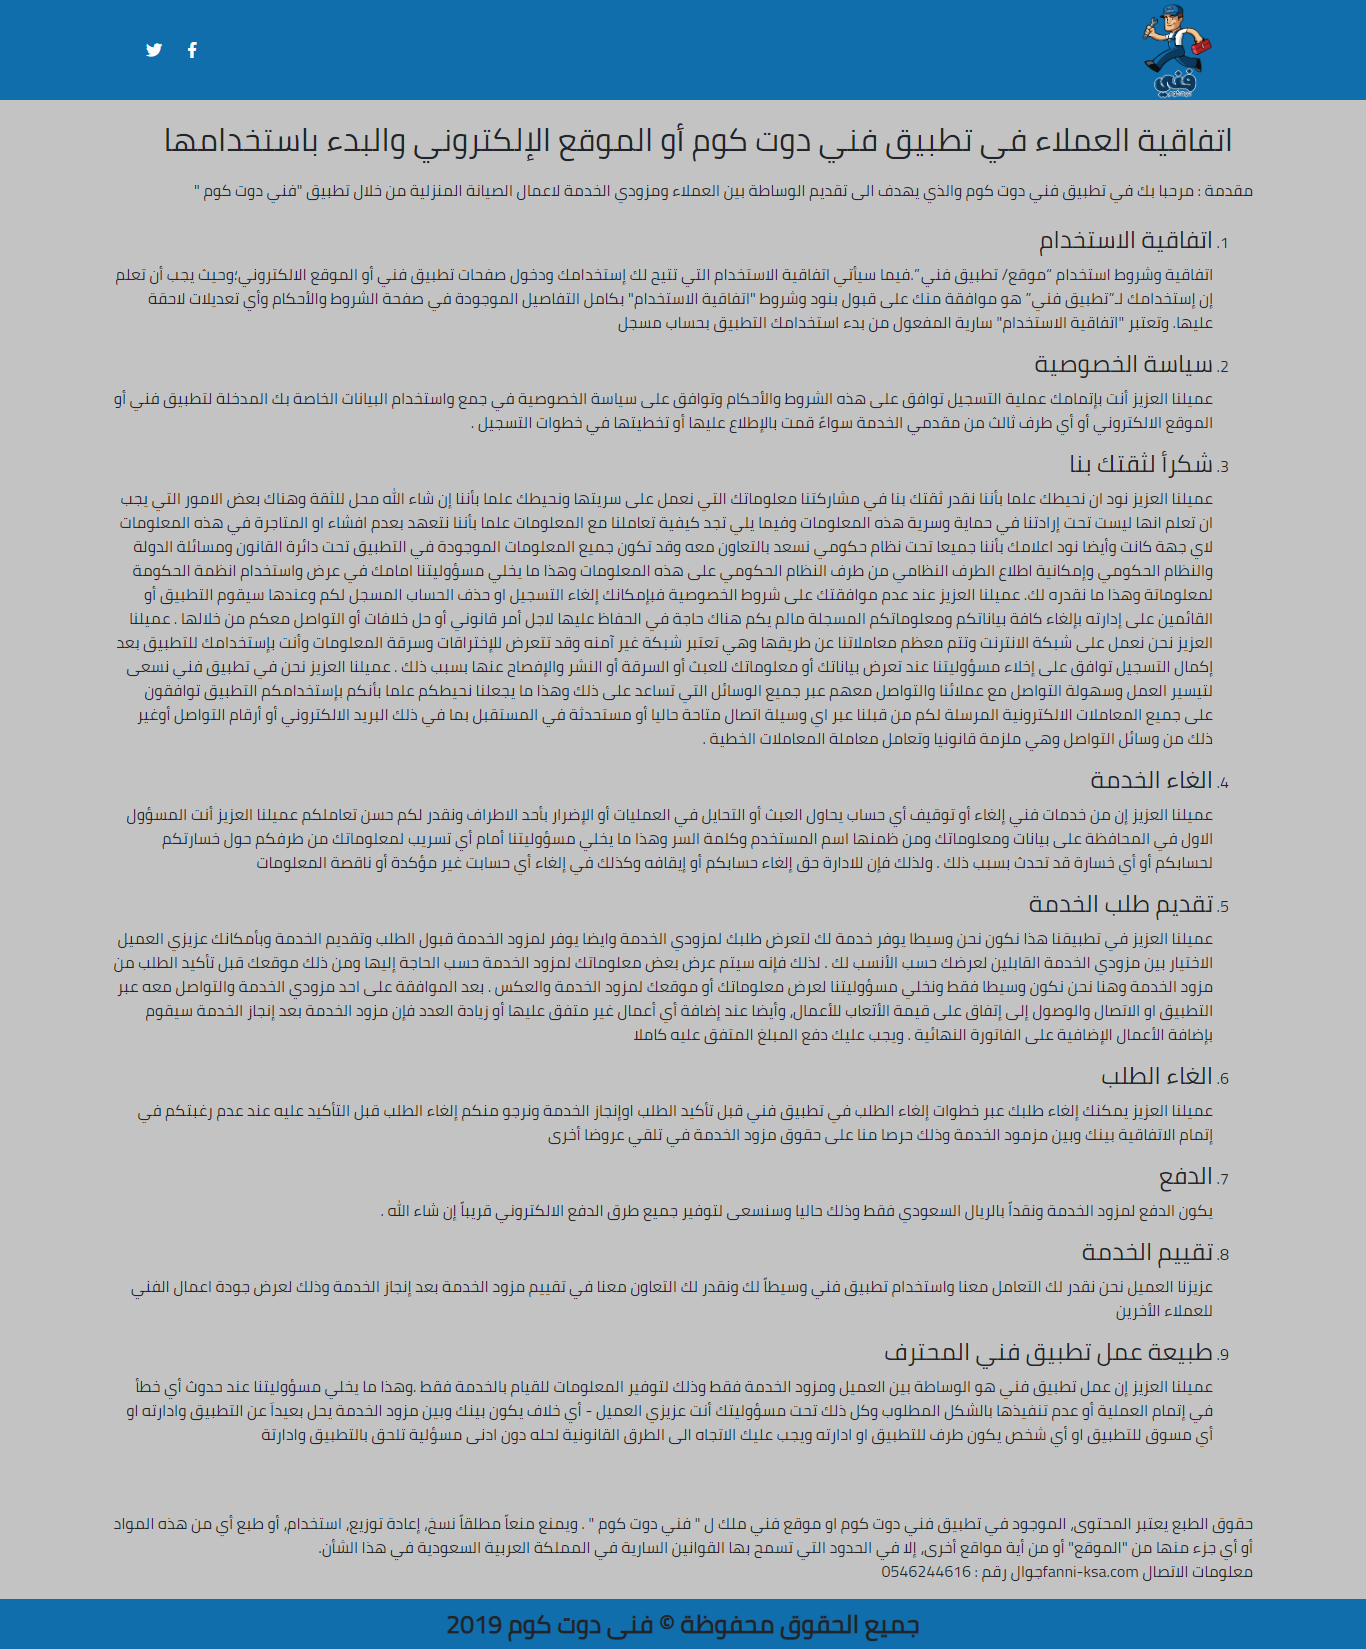 فني
اتفاقية العملاء في تطبيق فني دوت كوم أو الموقع الإلكتروني والبدء باستخدامها
مقدمة : مرحبا بك في تطبيق فني دوت كوم والذي يهدف الى تقديم الوساطة بين العملاء ومزودي الخدمة لاعمال الصيانة المنزلية من خلال تطبيق "فني دوت كوم "
1. اتفاقية الاستخدام
اتفاقية وشروط استخدام “موقع/ تطبيق فني”.فيما سيأتي اتفاقية الاستخدام التي تتيح لك إستخدامك ودخول صفحات تطبيق فني أو الموقع الالكتروني؛وحيث يجب أن تعلم
إن إستخدامك لـ”تطبيق فني” هو موافقة منك على قبول بنود وشروط "اتفاقية الاستخدام" بكامل التفاصيل الموجودة في صفحة الشروط والأحكام وأي تعديلات لاحقة
عليها. وتعتبر "اتفاقية الاستخدام" سارية المفعول من بدء استخدامك التطبيق بحساب مسجل
2. سياسة الخصوصية
عميلنا العزيز أنت بإتمامك عملية التسجيل توافق على هذه الشروط والأحكام وتوافق على سياسة الخصوصية في جمع واستخدام البيانات الخاصة بك المدخلة لتطبيق فني أو
الموقع الالكتروني أو أي طرف ثالث من مقدمي الخدمة سواءً قمت بالإطلاع عليها أو تخطيتها في خطوات التسجيل .
3. شكرأ لثقتك بنا
عميلنا العزيز نود ان نحيطك علما بأننا نقدر ثقتك بنا في مشاركتنا معلوماتك التي نعمل على سريتها ونحيطك علما بأننا إن شاء الله محل للثقة وهناك بعض الامور التي يجب
ان تعلم انها ليست تحت إرادتنا في حماية وسرية هذه المعلومات وفيما يلي تجد كيفية تعاملنا مع المعلومات علما بأننا نتعهد بعدم افشاء او المتاجرة في هذه المعلومات
لاي جهة كانت وأيضا نود اعلامك بأننا جميعا تحت نظام حكومي نسعد بالتعاون معه وقد تكون جميع المعلومات الموجودة في التطبيق تحت دائرة القانون ومسائلة الدولة
والنظام الحكومي وإمكانية اطلاع الطرف النظامي من طرف النظام الحكومي على هذه المعلومات وهذا ما يخلي مسؤوليتنا امامك في عرض واستخدام انظمة الحكومة
لمعلوماتة وهذا ما نقدره لك. عميلنا العزيز عند عدم موافقتك على شروط الخصوصية فبإمكانك إلغاء التسجيل او حذف الحساب المسجل لكم وعندها سيقوم التطبيق أو
القائمين على إدارته بإلغاء كافة بياناتكم ومعلوماتكم المسجلة مالم يكم هناك حاجة في الحفاظ عليها لاجل أمر قانوني أو حل خلافات أو التواصل معكم من خلالها . عميلنا
العزيز نحن نعمل على شبكة الانترنت وتتم معظم معاملاتنا عن طريقها وهي تعتبر شبكة غير آمنه وقد تتعرض للإختراقات وسرقة المعلومات وأنت بإستخدامك للتطبيق بعد
إكمال التسجيل توافق على إخلاء مسؤوليتنا عند تعرض بياناتك أو معلوماتك للعبث أو السرقة أو النشر والإفصاح عنها بسبب ذلك . عميلنا العزيز نحن في تطبيق فني نسعى
لتيسير العمل وسهولة التواصل مع عملائنا والتواصل معهم عبر جميع الوسائل التي تساعد على ذلك وهذا ما يجعلنا نحيطكم علما بأنكم بإستخدامكم التطبيق توافقون
على جميع المعاملات الالكترونية المرسلة لكم من قبلنا عبر اي وسيلة اتصال متاحة حاليا أو مستحدثة في المستقبل بما في ذلك البريد الالكتروني أو أرقام التواصل أوغير
ذلك من وسائل التواصل وهي ملزمة قانونيا وتعامل معاملة المعاملات الخطية .
4. الغاء الخدمة
عميلنا العزيز إن من خدمات فني إلغاء أو توقيف أي حساب يحاول العبث أو التحايل في العمليات أو الإضرار بأحد الاطراف ونقدر لكم حسن تعاملكم عميلنا العزيز أنت المسؤول
الاول في المحافظة على بيانات ومعلوماتك ومن ظمنها اسم المستخدم وكلمة السر وهذا ما يخلي مسؤوليتنا أمام أي تسريب لمعلوماتك من طرفكم حول خسارتكم
لحسابكم أو أي خسارة قد تحدث بسبب ذلك . ولذلك فإن للادارة حق إلغاء حسابكم أو إيقافه وكذلك في إلغاء أي حسابت غير مؤكدة أو ناقصة المعلومات
5. تقديم طلب الخدمة
عميلنا العزيز في تطبيقنا هذا نكون نحن وسيطا يوفر خدمة لك لتعرض طلبك لمزودي الخدمة وايضا يوفر لمزود الخدمة قبول الطلب وتقديم الخدمة وبأمكانك عزيزي العميل
الاختيار بين مزودي الخدمة القابلين لعرضك حسب الأنسب لك . لذلك فإنه سيتم عرض بعض معلوماتك لمزود الخدمة حسب الحاجة إليها ومن ذلك موقعك قبل تأكيد الطلب من
مزود الخدمة وهنا نحن نكون وسيطا فقط ونخلي مسؤوليتنا لعرض معلوماتك أو موقعك لمزود الخدمة والعكس . بعد الموافقة على احد مزودي الخدمة والتواصل معه عبر
التطبيق او الاتصال والوصول إلى إتفاق على قيمة الأتعاب للأعمال, وأيضا عند إضافة أي أعمال غير متفق عليها أو زيادة العدد فإن مزود الخدمة بعد إنجاز الخدمة سيقوم
بإضافة الأعمال الإضافية على الفاتورة النهائية . ويجب عليك دفع المبلغ المتفق عليه كاملا
6. الغاء الطلب
عميلنا العزيز يمكنك إلغاء طلبك عبر خطوات إلغاء الطلب في تطبيق فني قبل تأكيد الطلب اوإنجاز الخدمة ونرجو منكم إلغاء الطلب قبل التأكيد عليه عند عدم رغبتكم في
إتمام الاتفاقية بينك وبين مزمود الخدمة وذلك حرصا منا على حقوق مزود الخدمة في تلقي عروضا أخرى
7. الدفع
يكون الدفع لمزود الخدمة ونقداً بالريال السعودي فقط وذلك حاليا وسنسعى لتوفير جميع طرق الدفع الالكتروني قريباً إن شاء الله .
8. تقييم الخدمة
عزيزنا العميل نحن نقدر لك التعامل معنا واستخدام تطبيق فني وسيطاً لك ونقدر لك التعاون معنا في تقييم مزود الخدمة بعد إنجاز الخدمة وذلك لعرض جودة اعمال الفني
للعملاء الأخرين
9. طبيعة عمل تطبيق فني المحترف
عميلنا العزيز إن عمل تطبيق فني هو الوساطة بين العميل ومزود الخدمة فقط وذلك لتوفير المعلومات للقيام بالخدمة فقط .وهذا ما يخلي مسؤوليتنا عند حدوث أي خطأ
في إتمام العملية أو عدم تنفيذها بالشكل المطلوب وكل ذلك تحت مسؤوليتك أنت عزيزي العميل - أي خلاف يكون بينك وبين مزود الخدمة يحل بعيداَ عن التطبيق وادارته او
أي مسوق للتطبيق او أي شخص يكون طرف للتطبيق او ادارته ويجب عليك الاتجاه الى الطرق القانونية لحله دون ادنى مسؤلية تلحق بالتطبيق وادارتة
حقوق الطبع يعتبر المحتوى, الموجود في تطبيق فني دوت كوم او موقع فني ملك ل " فني دوت كوم " . ويمنع منعاً مطلقاً نسخ, إعادة توزيع, استخدام, أو طبع أي من هذه المواد
أو أي جزء منها من "الموقع" أو من أية مواقع أخرى, إلا في الحدود التي تسمح بها القوانين السارية في المملكة العربية السعودية في هذا الشأن.
معلومات الاتصال fanni-ksa.comجوال رقم : 0546244616
جميع الحقوق محفوظة © فنى دوت كوم 2019